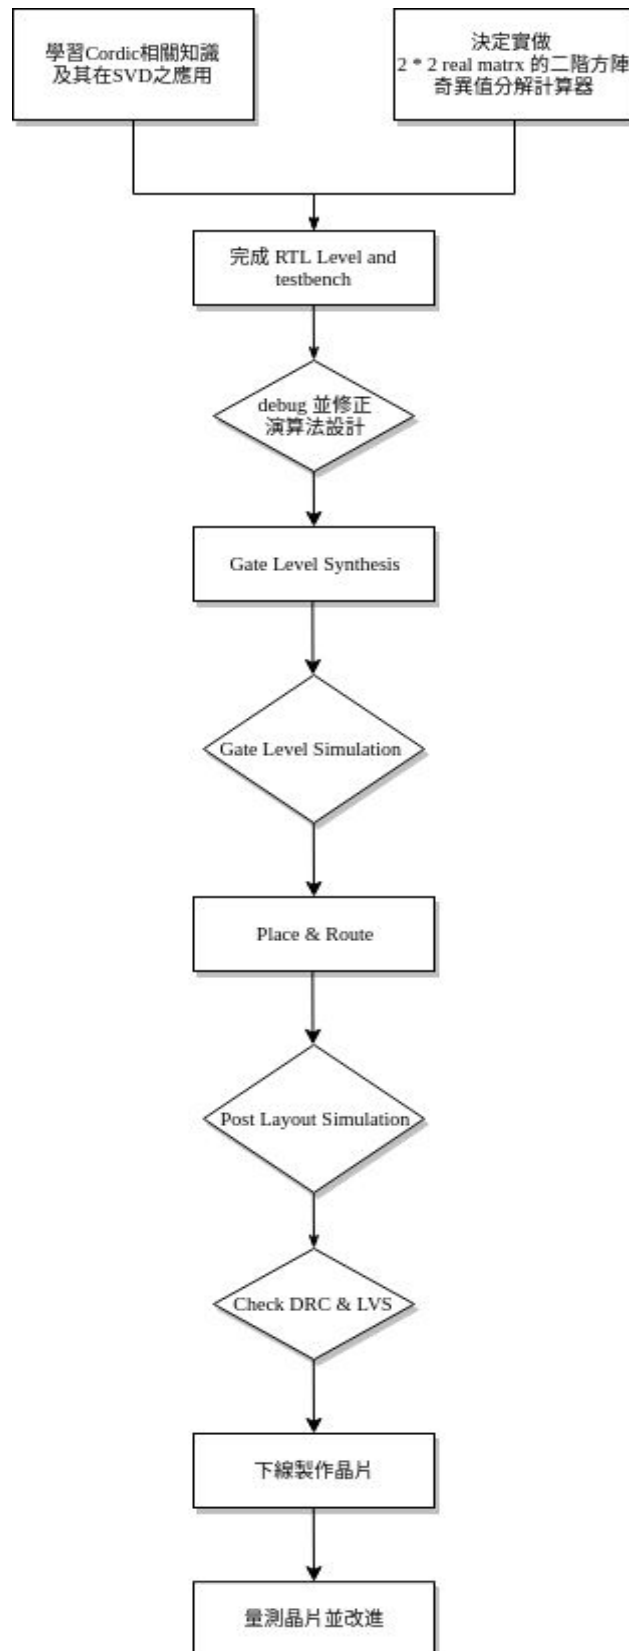 學習Cordic相關知識
及其在SVD之應用
決定實做
2 * 2 real matrx 的二階方陣
奇異值分解計算器
完成 RTL Level and
testbench
debug 並修正
演算法設計
Gate Level Synthesis
Gate Level Simulation
Place & Route
Post Layout Simulation
Check DRC & LVS
下線製作晶片
量測晶片並改進